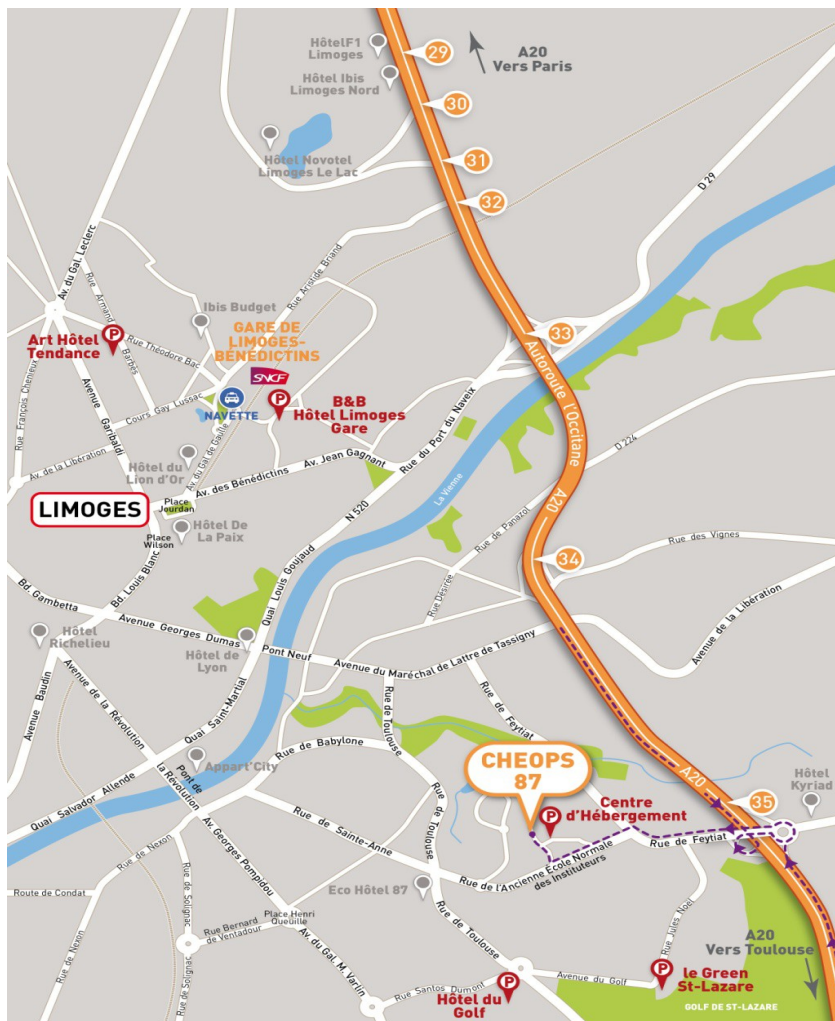 HôtelF1
Limoges
29
A20
Vers Paris
Hôtel Ibis
Limoges Nord
30
Hôtel Novotel
Limoges Le Lac
31
32
D 29
Av. du Gal. Leclerc
Rue Aristide Briand
Ibis Budget
Rue Armand
Barbès
Rue Théodore Bac
GARE DE
LIMOGES-
BÉNÉDICTINS
SNCF
33
Autoroute l'Occitane
A20
Art Hôtel
Tendance
P
Rue François Chenieux
Avenue Garibaldi
Cours Gay Lussac
NAVETTE
P
B&B
Hôtel Limoges
Gare
Rue du Port du Naveix
Av. de la Libération
Hôtel du
Lion d'Or
Av. du Gal de Gaulle
Av. Jean Gagnant
Av. des Bénédictins
D 224
La Vienne
LIMOGES
Place
Jourdan
N 520
Hôtel De
La Paix
Place
Wilson
Rue de Panazol
Rue des Vignes
34
Bd. Louis Blanc
Quai Louis Goujaud
Rue Désirée
Bd. Gambetta
Avenue Georges Dumas
Pont Neuf
Avenue du Maréchal de Lattre de Tassigny
Avenue de la Libération
Hôtel
Richelieu
Hôtel de
Lyon
Avenue Baudin
Avenue de la Révolution
Quai Saint-Martial
Rue de Toulouse
Rue de Feytiat
Appart'City
Rue de Babylone
CHEOPS
87
A20
Quai Salvador Allende
Pont de
la Révolution
Rue de Toulouse
P
Centre
d'Hébergement
35
Hôtel
Kyriad
Rue de Nexon
Av. Georges Pompidou
Rue de Sainte-Anne
Rue de l'Ancienne École Normale
des Instituteurs
Rue de Feytiat
Route de Condat
Rue de Solignac
Eco Hôtel 87
Rue Jules Noël
Place Henri
Queuille
Rue Bernard
de Ventadour
Rue de Toulouse
A20
Vers Toulouse
Rue de Nexon
Rue de Solignac
Av. du Gal. M. Varlin
Rue Santos Dumont
Avenue du Golf
P
Hôtel du
Golf
P
le Green
St-Lazare
GOLF DE ST-LAZARE